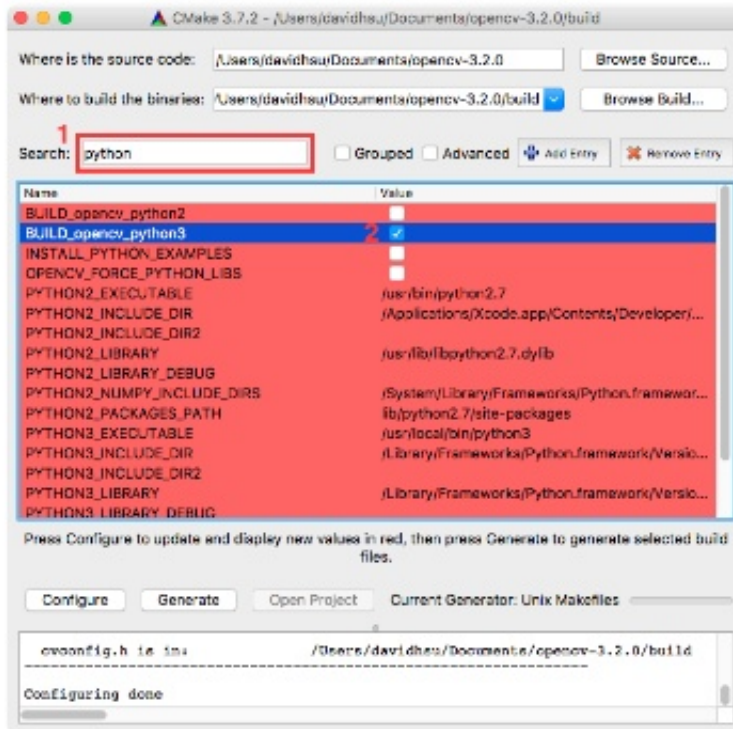 CMake 3.7.2 - /Users/davidhsu/Documents/opencv-3.2.0/build
Where is the source code: /Users/davidhsu/Documents/opencv-3.2.0 Browse Source...
Where to build the binaries: /Users/davidhsu/Documents/opencv-3.2.0/build Browse Build...
1
Search: python Grouped Advanced Add Entry Remove Entry
Name Value
BUILD_opencv_python2
BUILD_opencv_python3 2
INSTALL_PYTHON_EXAMPLES
OPENCV_FORCE_PYTHON_LIBS
PYTHON2_EXECUTABLE /usr/bin/python2.7
PYTHON2_INCLUDE_DIR /Applications/Xcode.app/Contents/Developer/...
PYTHON2_INCLUDE_DIR2
PYTHON2_LIBRARY /usr/lib/libpython2.7.dylib
PYTHON2_LIBRARY_DEBUG
PYTHON2_NUMPY_INCLUDE_DIRS /System/Library/Frameworks/Python.framewor...
PYTHON2_PACKAGES_PATH lib/python2.7/site-packages
PYTHON3_EXECUTABLE /usr/local/bin/python3
PYTHON3_INCLUDE_DIR /Library/Frameworks/Python.framework/Versio...
PYTHON3_INCLUDE_DIR2
PYTHON3_LIBRARY /Library/Frameworks/Python.framework/Versio...
PYTHON3_LIBRARY_DEBUG
Press Configure to update and display new values in red, then press Generate to generate selected build
files.
Configure Generate Open Project Current Generator: Unix Makefiles
cvconfig.h is in: /Users/davidhsu/Documents/opencv-3.2.0/build
Configuring done